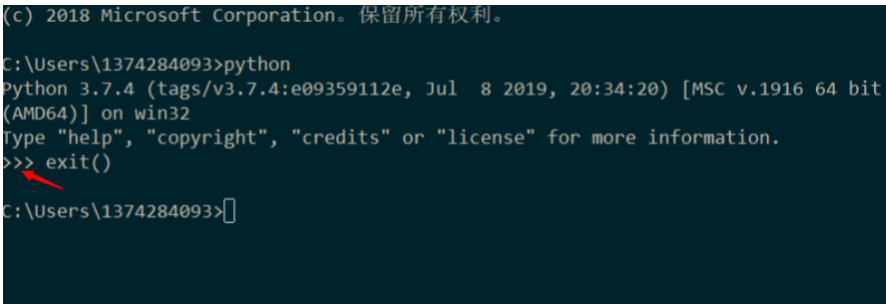 (c) 2018 Microsoft Corporation。保留所有权利。
C:\Users\1374284093>python
Python 3.7.4 (tags/v3.7.4:e09359112e, Jul  8 2019, 20:34:20) [MSC v.1916 64 bit
(AMD64)] on win32
Type "help", "copyright", "credits" or "license" for more information.
>>> exit()
C:\Users\1374284093>